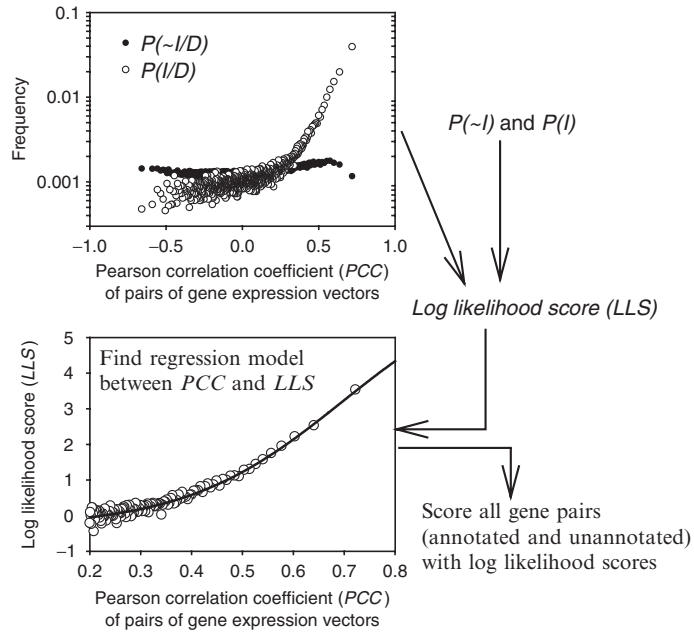 0.1
0.01
0.001
Frequency
P(~I/D)
P(I/D)
−1.0 −0.5 0.0 0.5 1.0
Pearson correlation coefficient (PCC)
of pairs of gene expression vectors
P(~I) and P(I)
Log likelihood score (LLS)
5
4
3
2
1
0
−1
Log likelihood score (LLS)
Find regression model
between PCC and LLS
0.2 0.3 0.4 0.5 0.6 0.7 0.8
Pearson correlation coefficient (PCC)
of pairs of gene expression vectors
Score all gene pairs
(annotated and unannotated)
with log likelihood scores